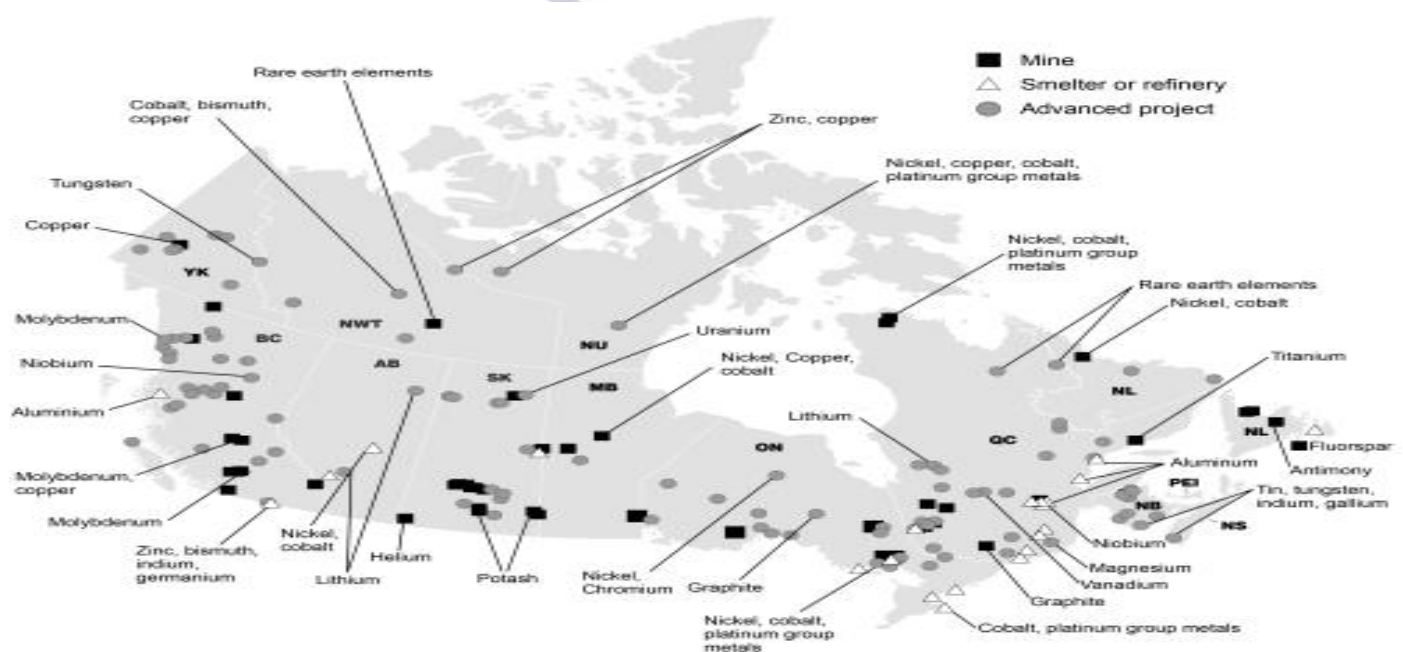 Rare earth elements
Mine
Smelter or refinery
Advanced project
Cobalt, bismuth,
copper
Zinc, copper
Nickel, copper, cobalt,
platinum group metals
Tungsten
Copper
YK
Nickel, cobalt,
platinum group
metals
Rare earth elements
Nickel, cobalt
Molybdenum
BC
NWT
NU
Uranium
Niobium
AB
SK
MB
Nickel, Copper,
cobalt
Titanium
NL
Aluminium
Lithium
QC
NL
Fluorspar
ON
Molybdenum,
copper
Aluminum
Antimony
PEI
Tin, tungsten,
indium, gallium
NB
NS
Molybdenum
Zinc, bismuth,
indium,
germanium
Nickel,
cobalt
Lithium
Helium
Potash
Nickel,
Chromium
Graphite
Nickel, cobalt,
platinum group
metals
Niobium
Magnesium
Vanadium
Graphite
Cobalt, platinum group metals